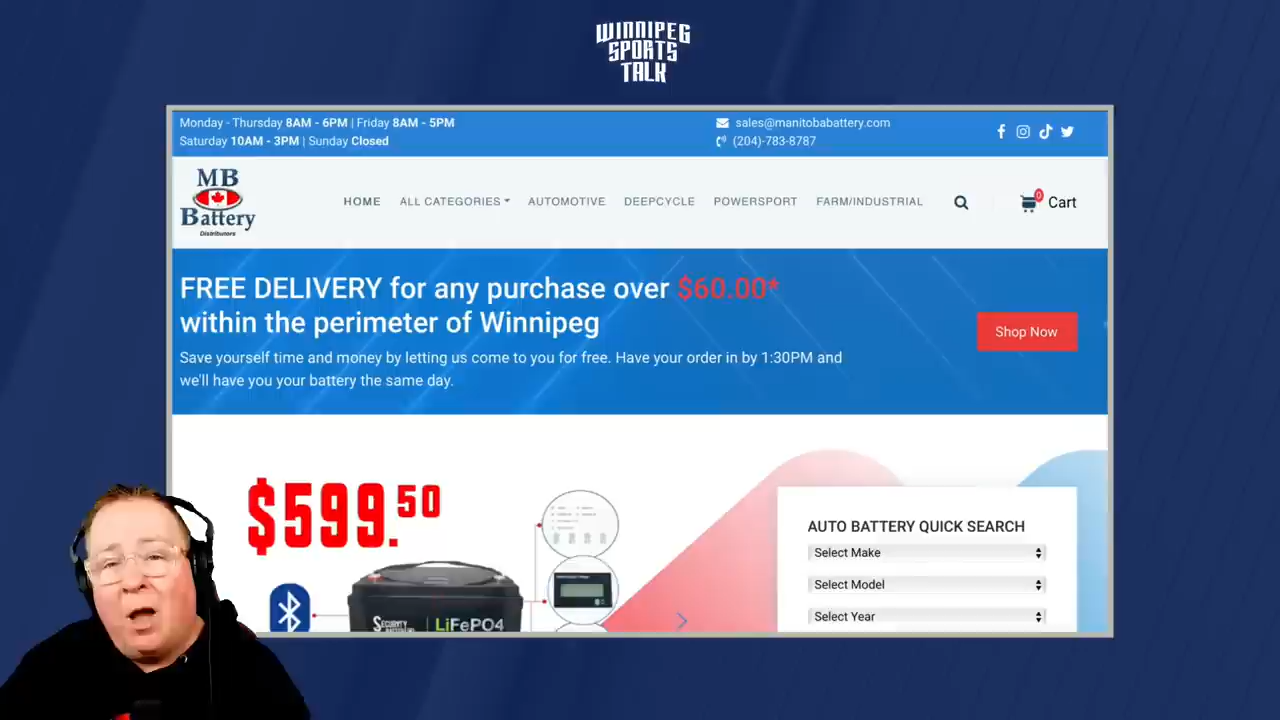 WINNIPEG
SPORTS
TALK
Monday - Thursday 8AM - 6PM | Friday 8AM - 5PM
Saturday 10AM - 3PM | Sunday Closed
sales@manitobabattery.com
(204)-783-8787
MB
Battery
Distributors
HOME
ALL CATEGORIES
AUTOMOTIVE
DEEPCYCLE
POWERSPORT
FARM/INDUSTRIAL
0
Cart
FREE DELIVERY for any purchase over $60.00*
within the perimeter of Winnipeg
Save yourself time and money by letting us come to you for free. Have your order in by 1:30PM and
we'll have you your battery the same day.
Shop Now
$599.50
LiFePO4
AUTO BATTERY QUICK SEARCH
Select Make
Select Model
Select Year